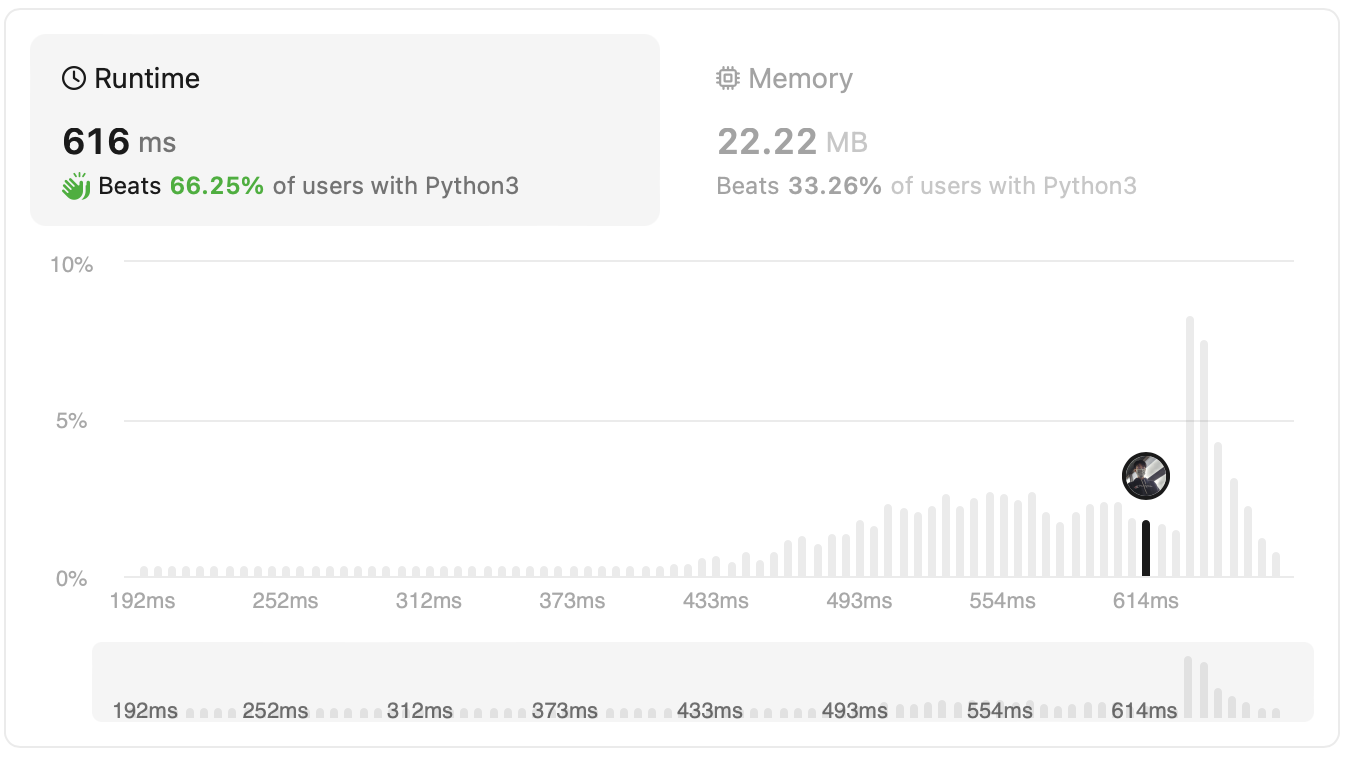 Runtime
616 ms
Beats 66.25% of users with Python3
Memory
22.22 MB
Beats 33.26% of users with Python3
10%
5%
0%
192ms 252ms 312ms 373ms 433ms 493ms 554ms 614ms
192ms 252ms 312ms 373ms 433ms 493ms 554ms 614ms